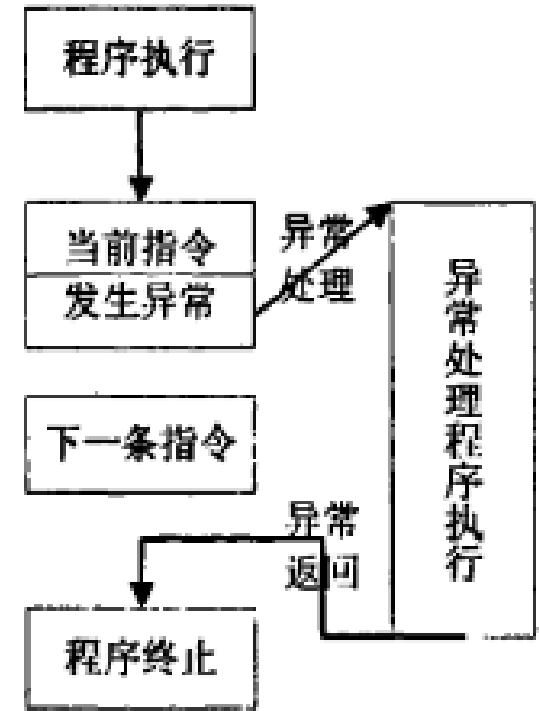 程序执行
当前指令
发生异常
异常
处理
异常处理程序执行
下一条指令
异常
返回
程序终止